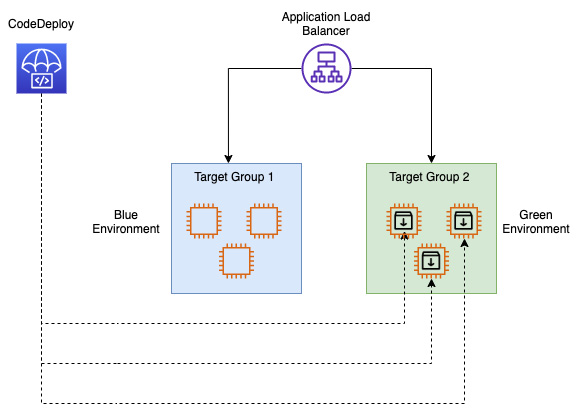 CodeDeploy
Application Load
Balancer
Target Group 1
Target Group 2
Blue
Environment
Green
Environment